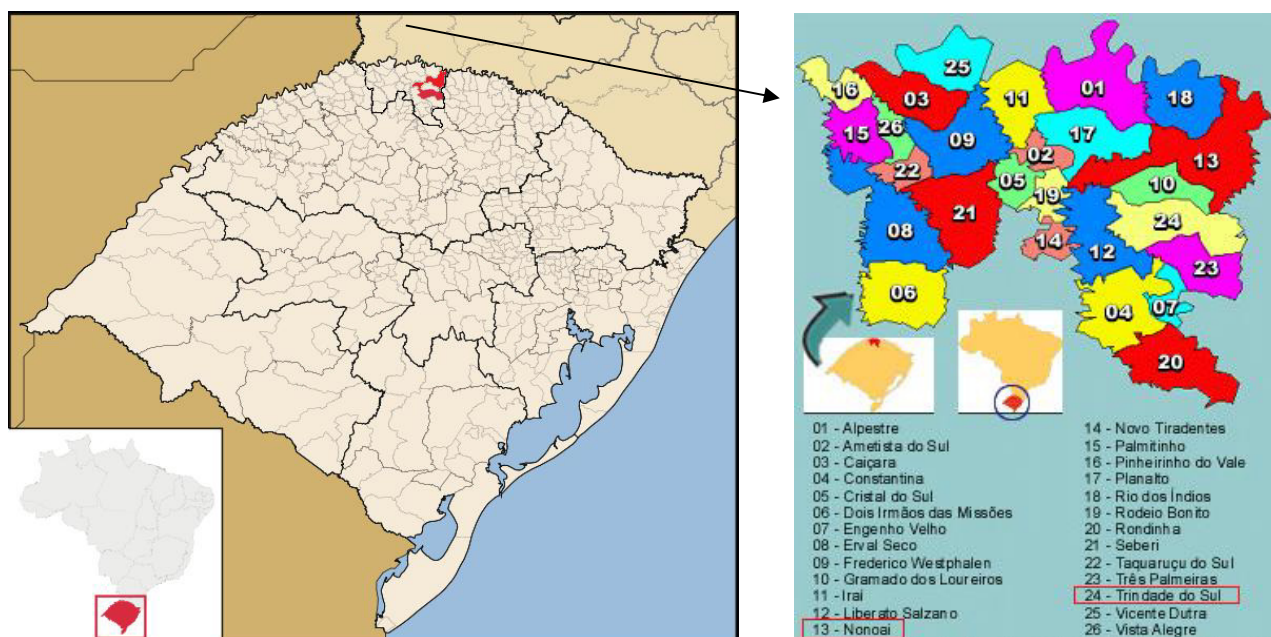 25
01
16
03
11
18
15
26
09
17
02
13
22
05
10
19
21
24
08
14
12
23
06
04
07
20
01 - Alpestre
02 - Ametista do Sul
03 - Caiçara
04 - Constantina
05 - Cristal do Sul
06 - Dois Irmãos das Missões
07 - Engenho Velho
08 - Erval Seco
09 - Frederico Westphalen
10 - Gramado dos Loureiros
11 - Iraí
12 - Liberato Salzano
13 - Nonoai
14 - Novo Tiradentes
15 - Palmitinho
16 - Pinheirinho do Vale
17 - Planalto
18 - Rio dos Índios
19 - Rodeio Bonito
20 - Rondinha
21 - Seberi
22 - Taquaruçu do Sul
23 - Três Palmeiras
24 - Trindade do Sul
25 - Vicente Dutra
26 - Vista Alegre